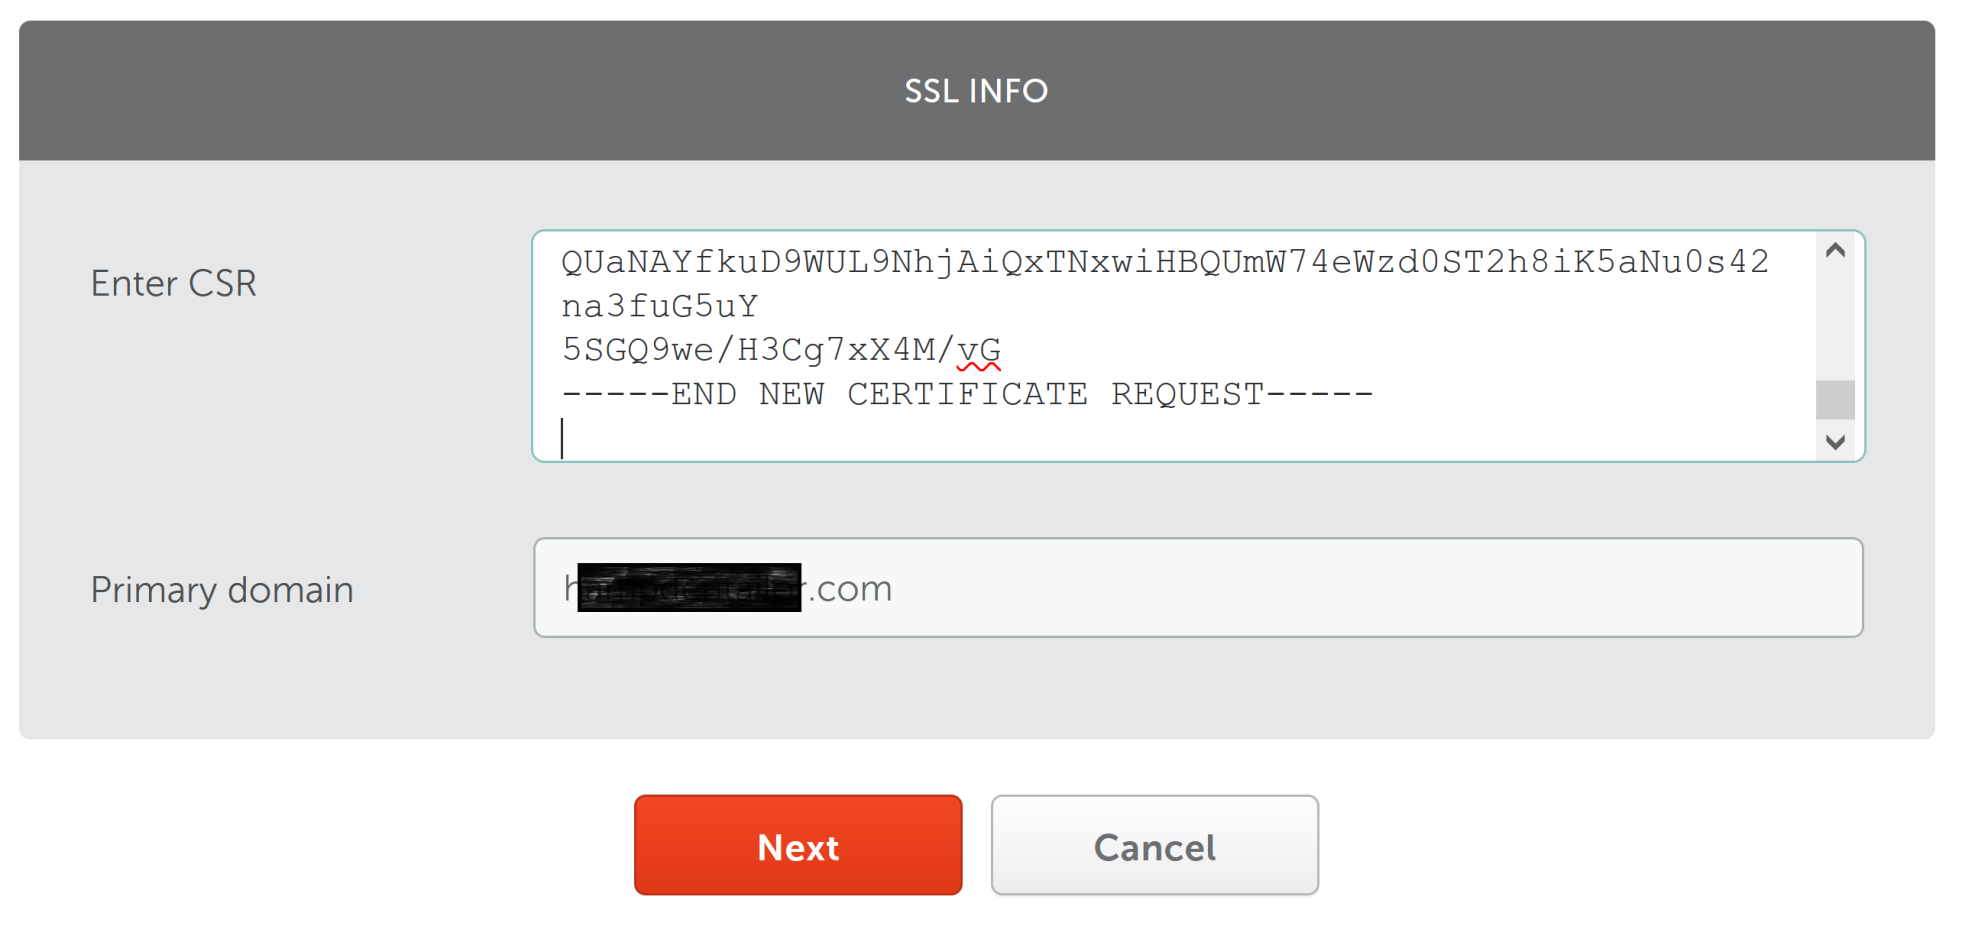 SSL INFO
Enter CSR
QUaNAYfkuD9WUL9NhjAiQxTNxwiHBQUmW74eWzd0ST2h8iK5aNu0s42
na3fuG5uY
5SGQ9we/H3Cg7xX4M/vG
-----END NEW CERTIFICATE REQUEST-----
Primary domain
.com
Next
Cancel